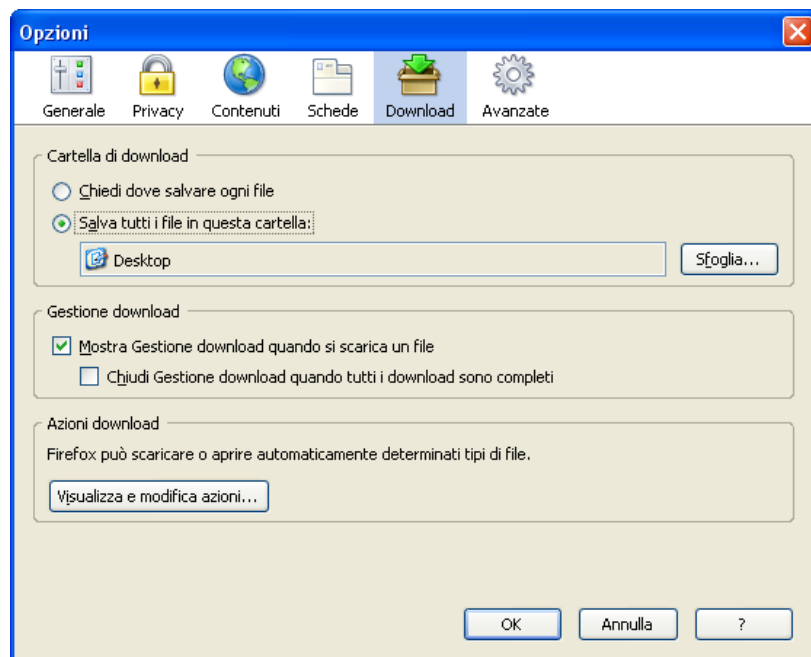 Opzioni
Generale Privacy Contenuti Schede Download Avanzate
Cartella di download
Chiedi dove salvare ogni file
Salva tutti i file in questa cartella:
Desktop Sfoglia...
Gestione download
Mostra Gestione download quando si scarica un file
Chiudi Gestione download quando tutti i download sono completi
Azioni download
Firefox può scaricare o aprire automaticamente determinati tipi di file.
Visualizza e modifica azioni...
OK Annulla ?